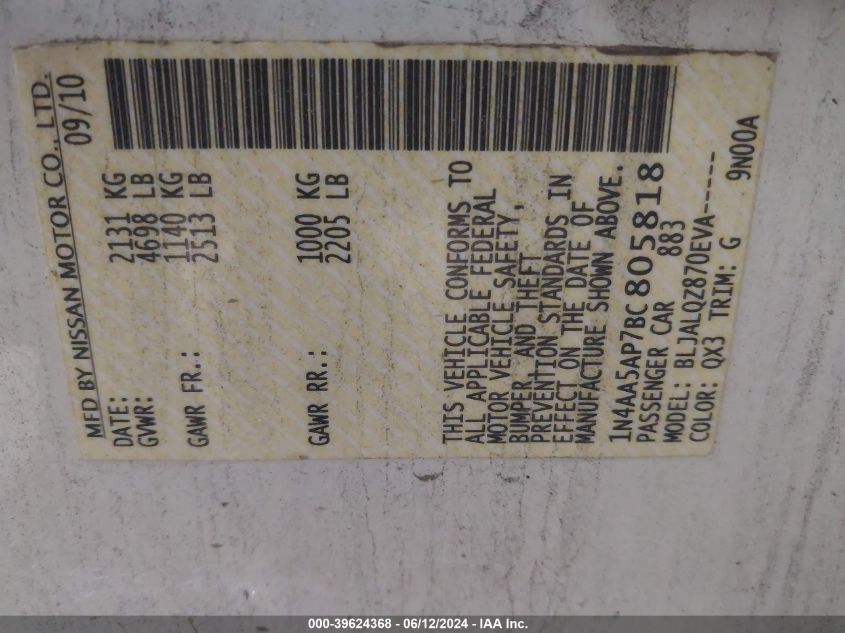 MFD BY NISSAN MOTOR CO., LTD.
DATE: 09/10
GVWR: 2131 KG
4698 LB
GAWR FR.: 1140 KG
2513 LB
GAWR RR.: 1000 KG
2205 LB
THIS VEHICLE CONFORMS TO
ALL APPLICABLE FEDERAL
MOTOR VEHICLE SAFETY,
BUMPER, AND THEFT
PREVENTION STANDARDS IN
EFFECT ON THE DATE OF
MANUFACTURE SHOWN ABOVE.
1N4AA5AP7BC805818
PASSENGER CAR 883
MODEL: BLJALQZ870EVA-----
COLOR: QX3 TRIM: G 9N00A
000-39624368 - 06/12/2024 - IAA Inc.